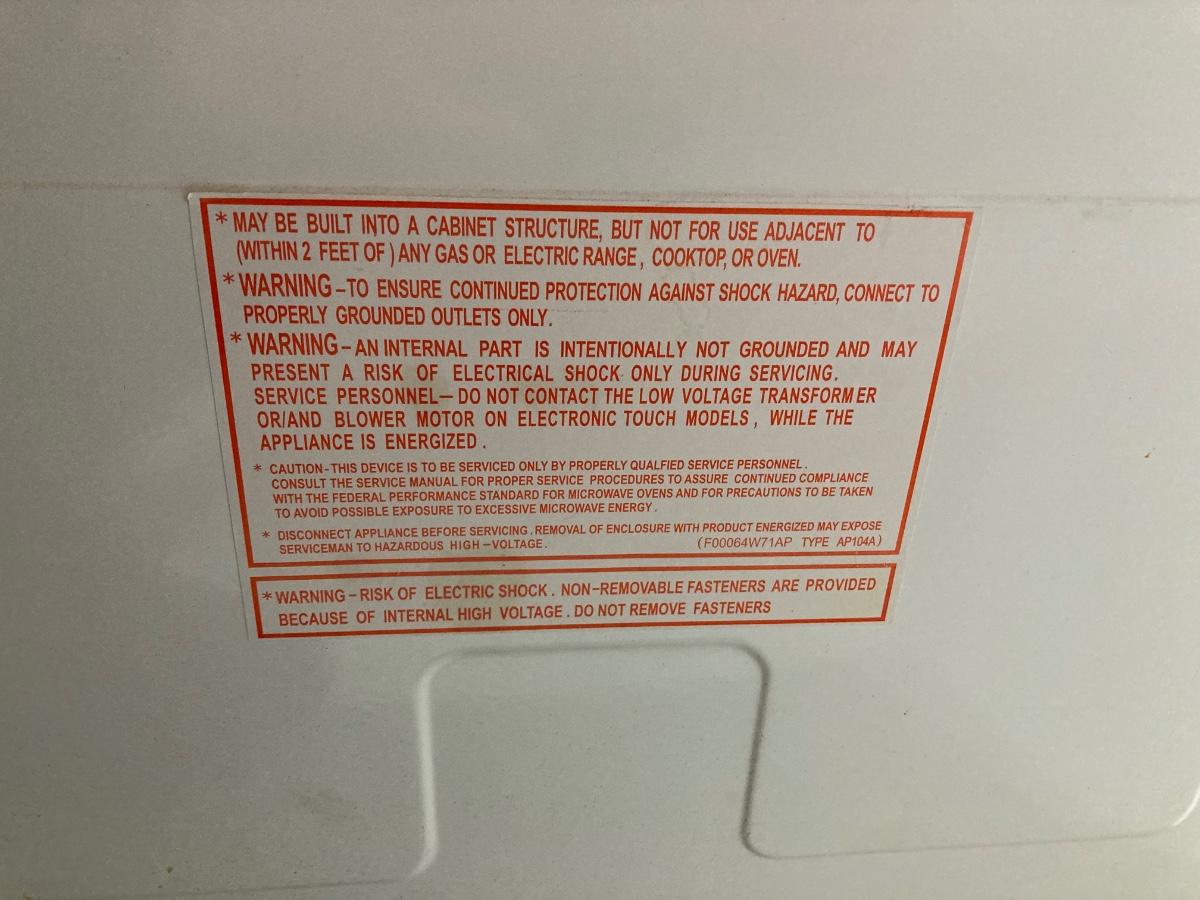 * MAY BE BUILT INTO A CABINET STRUCTURE, BUT NOT FOR USE ADJACENT TO
(WITHIN 2 FEET OF) ANY GAS OR ELECTRIC RANGE, COOKTOP, OR OVEN.
* WARNING-TO ENSURE CONTINUED PROTECTION AGAINST SHOCK HAZARD, CONNECT TO
PROPERLY GROUNDED OUTLETS ONLY.
* WARNING-AN INTERNAL PART IS INTENTIONALLY NOT GROUNDED AND MAY
PRESENT A RISK OF ELECTRICAL SHOCK ONLY DURING SERVICING.
SERVICE PERSONNEL—DO NOT CONTACT THE LOW VOLTAGE TRANSFORMER
OR/AND BLOWER MOTOR ON ELECTRONIC TOUCH MODELS, WHILE THE
APPLIANCE IS ENERGIZED.
* CAUTION-THIS DEVICE IS TO BE SERVICED ONLY BY PROPERLY QUALFIED SERVICE PERSONNEL.
CONSULT THE SERVICE MANUAL FOR PROPER SERVICE PROCEDURES TO ASSURE CONTINUED COMPLIANCE
WITH THE FEDERAL PERFORMANCE STANDARD FOR MICROWAVE OVENS AND FOR PRECAUTIONS TO BE TAKEN
TO AVOID POSSIBLE EXPOSURE TO EXCESSIVE MICROWAVE ENERGY.
* DISCONNECT APPLIANCE BEFORE SERVICING. REMOVAL OF ENCLOSURE WITH PRODUCT ENERGIZED MAY EXPOSE
SERVICEMAN TO HAZARDOUS HIGH-VOLTAGE. (F00064W71AP TYPE AP104A)
* WARNING-RISK OF ELECTRIC SHOCK. NON-REMOVABLE FASTENERS ARE PROVIDED
BECAUSE OF INTERNAL HIGH VOLTAGE. DO NOT REMOVE FASTENERS